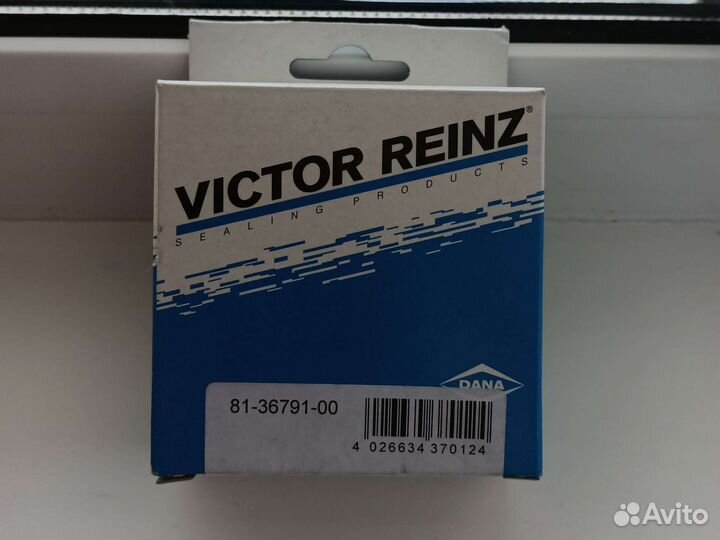 VICTOR REINZ®
SEALING PRODUCTS
DANA
81-36791-00
4 026634 370124
Avito